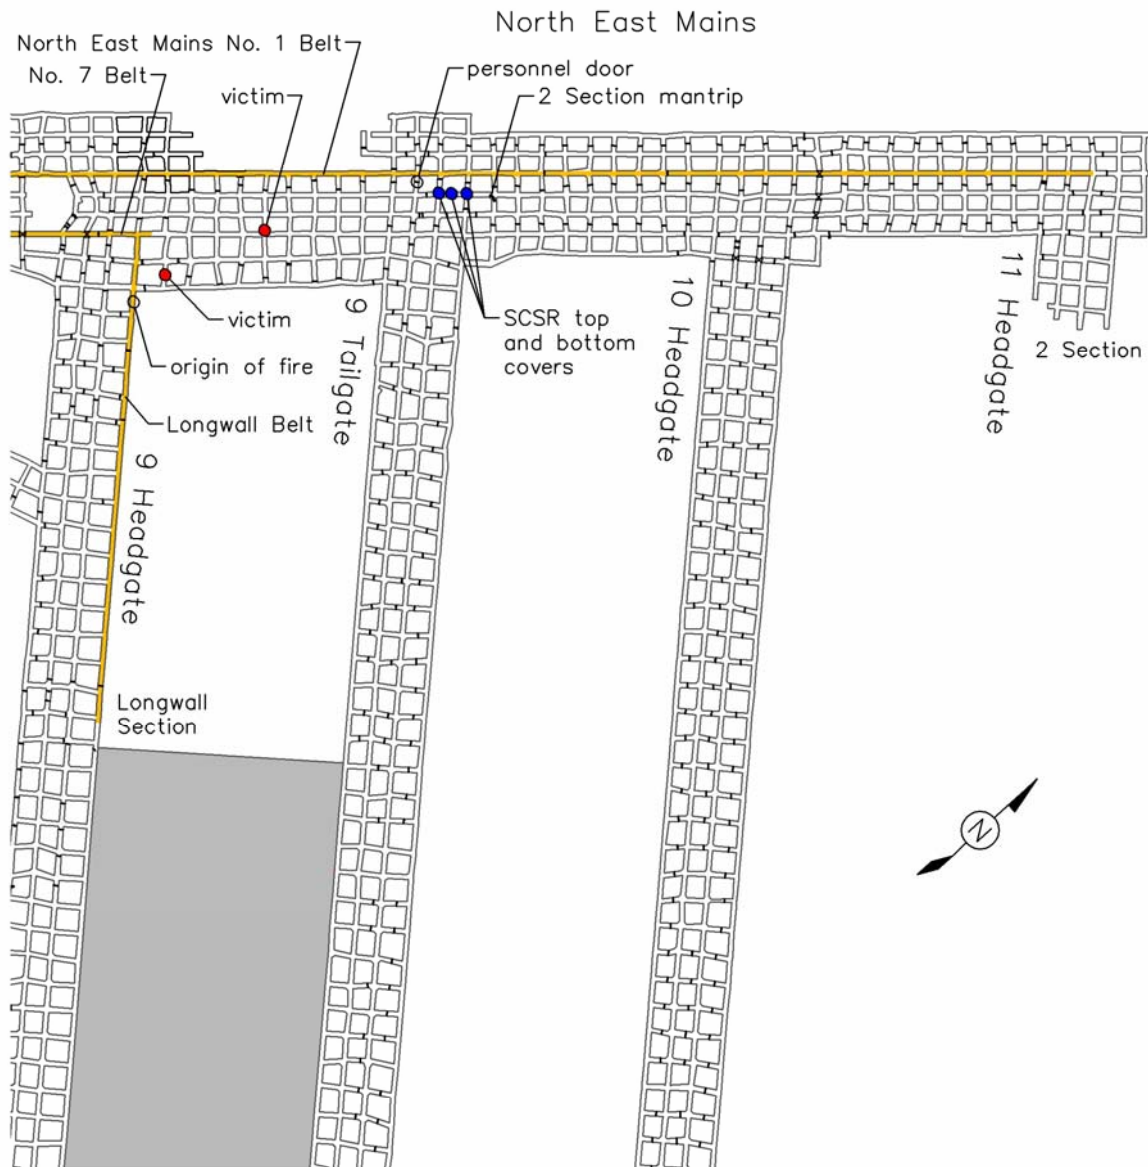 North East Mains
North East Mains No. 1 Belt
No. 7 Belt
victim
personnel door
2 Section mantrip
victim
origin of fire
Longwall Belt
9 Headgate
9 Tailgate
SCSR top
and bottom
covers
10 Headgate
11 Headgate
2 Section
Longwall
Section
N